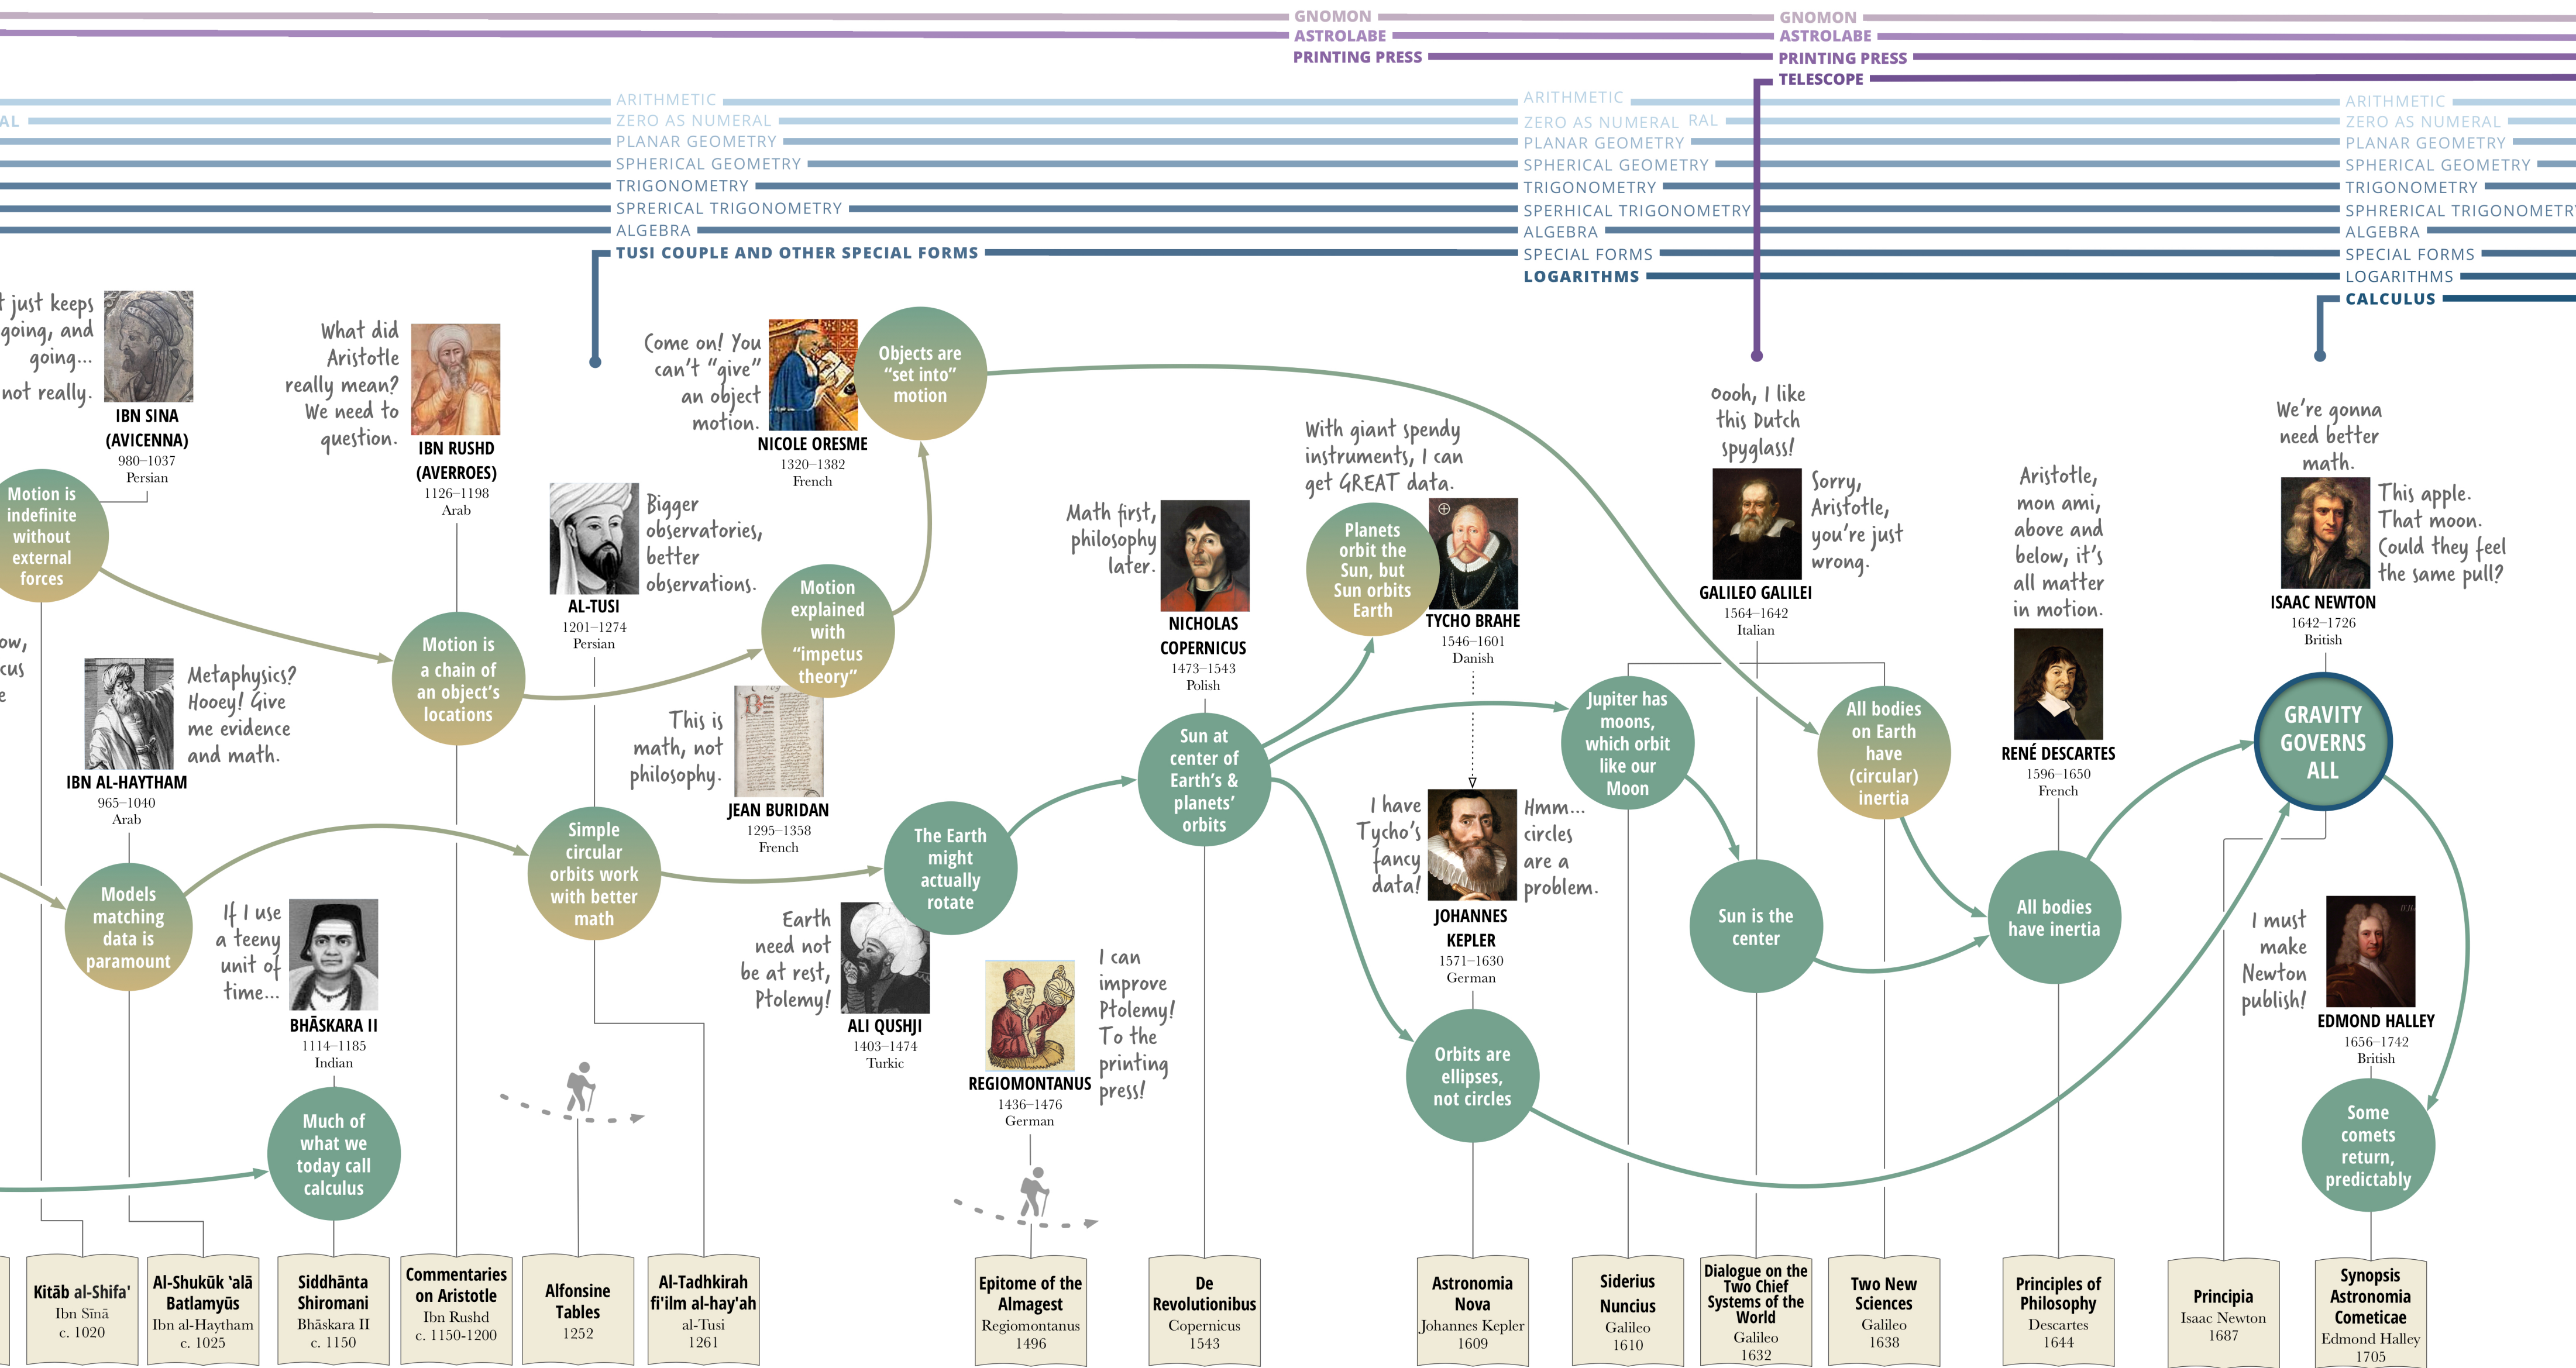 GNOMON
ASTROLABE
PRINTING PRESS
GNOMON
ASTROLABE
PRINTING PRESS
TELESCOPE
AL
ARITHMETIC
ZERO AS NUMERAL
PLANAR GEOMETRY
SPHERICAL GEOMETRY
TRIGONOMETRY
SPRERICAL TRIGONOMETRY
ALGEBRA
TUSI COUPLE AND OTHER SPECIAL FORMS
ARITHMETIC
ZERO AS NUMERAL RAL
PLANAR GEOMETRY
SPHERICAL GEOMETRY
TRIGONOMETRY
SPERHICAL TRIGONOMETRY
ALGEBRA
SPECIAL FORMS
LOGARITHMS
ARITHMETIC
ZERO AS NUMERAL
PLANAR GEOMETRY
SPHERICAL GEOMETRY
TRIGONOMETRY
SPHRERICAL TRIGONOMETRY
ALGEBRA
SPECIAL FORMS
LOGARITHMS
CALCULUS
t just keeps
going, and
going...
not really.
IBN SINA
(AVICENNA)
980–1037
Persian
Motion is
indefinite
without
external
forces
ow,
cus
e
Metaphysics?
Hooey! Give
me evidence
and math.
IBN AL-HAYTHAM
965–1040
Arab
Models
matching
data is
paramount
If I use
a teeny
unit of
time...
BHĀSKARA II
1114–1185
Indian
Much of
what we
today call
calculus
What did
Aristotle
really mean?
We need to
question.
IBN RUSHD
(AVERROES)
1126–1198
Arab
Motion is
a chain of
an object's
locations
Bigger
observatories,
better
observations.
AL-TUSI
1201–1274
Persian
Simple
circular
orbits work
with better
math
Come on! You
can't "give"
an object
motion.
NICOLE ORESME
1320–1382
French
Objects are
"set into"
motion
Motion
explained
with
"impetus
theory"
This is
math, not
philosophy.
JEAN BURIDAN
1295–1358
French
The Earth
might
actually
rotate
Earth
need not
be at rest,
Ptolemy!
ALI QUSHJI
1403–1474
Turkic
I can
improve
Ptolemy!
To the
printing
press!
REGIOMONTANUS
1436–1476
German
Math first,
philosophy
later.
NICHOLAS
COPERNICUS
1473–1543
Polish
Sun at
center of
Earth's &
planets'
orbits
With giant spendy
instruments, I can
get GREAT data.
Planets
orbit the
Sun, but
Sun orbits
Earth
TYCHO BRAHE
1546–1601
Danish
I have
Tycho's
fancy
data!
Hmm...
circles
are a
problem.
JOHANNES
KEPLER
1571–1630
German
Orbits are
ellipses,
not circles
Oooh, I like
this Dutch
spyglass!
Sorry,
Aristotle,
you're just
wrong.
GALILEO GALILEI
1564–1642
Italian
Jupiter has
moons,
which orbit
like our
Moon
All bodies
on Earth
have
(circular)
inertia
Sun is the
center
Aristotle,
mon ami,
above and
below, it's
all matter
in motion.
RENÉ DESCARTES
1596–1650
French
All bodies
have inertia
We're gonna
need better
math.
This apple.
That moon.
Could they feel
the same pull?
ISAAC NEWTON
1642–1726
British
GRAVITY
GOVERNS
ALL
I must
make
Newton
publish!
EDMOND HALLEY
1656–1742
British
Some
comets
return,
predictably
Kitāb al-Shifa'
Ibn Sīnā
c. 1020
Al-Shukūk ‛alā
Batlamyūs
Ibn al-Haytham
c. 1025
Siddhānta
Shiromani
Bhāskara II
c. 1150
Commentaries
on Aristotle
Ibn Rushd
c. 1150-1200
Alfonsine
Tables
1252
Al-Tadhkirah
fi'ilm al-hay'ah
al-Tusi
1261
Epitome of the
Almagest
Regiomontanus
1496
De
Revolutionibus
Copernicus
1543
Astronomia
Nova
Johannes Kepler
1609
Siderius
Nuncius
Galileo
1610
Dialogue on the
Two Chief
Systems of the
World
Galileo
1632
Two New
Sciences
Galileo
1638
Principles of
Philosophy
Descartes
1644
Principia
Isaac Newton
1687
Synopsis
Astronomia
Cometicae
Edmond Halley
1705